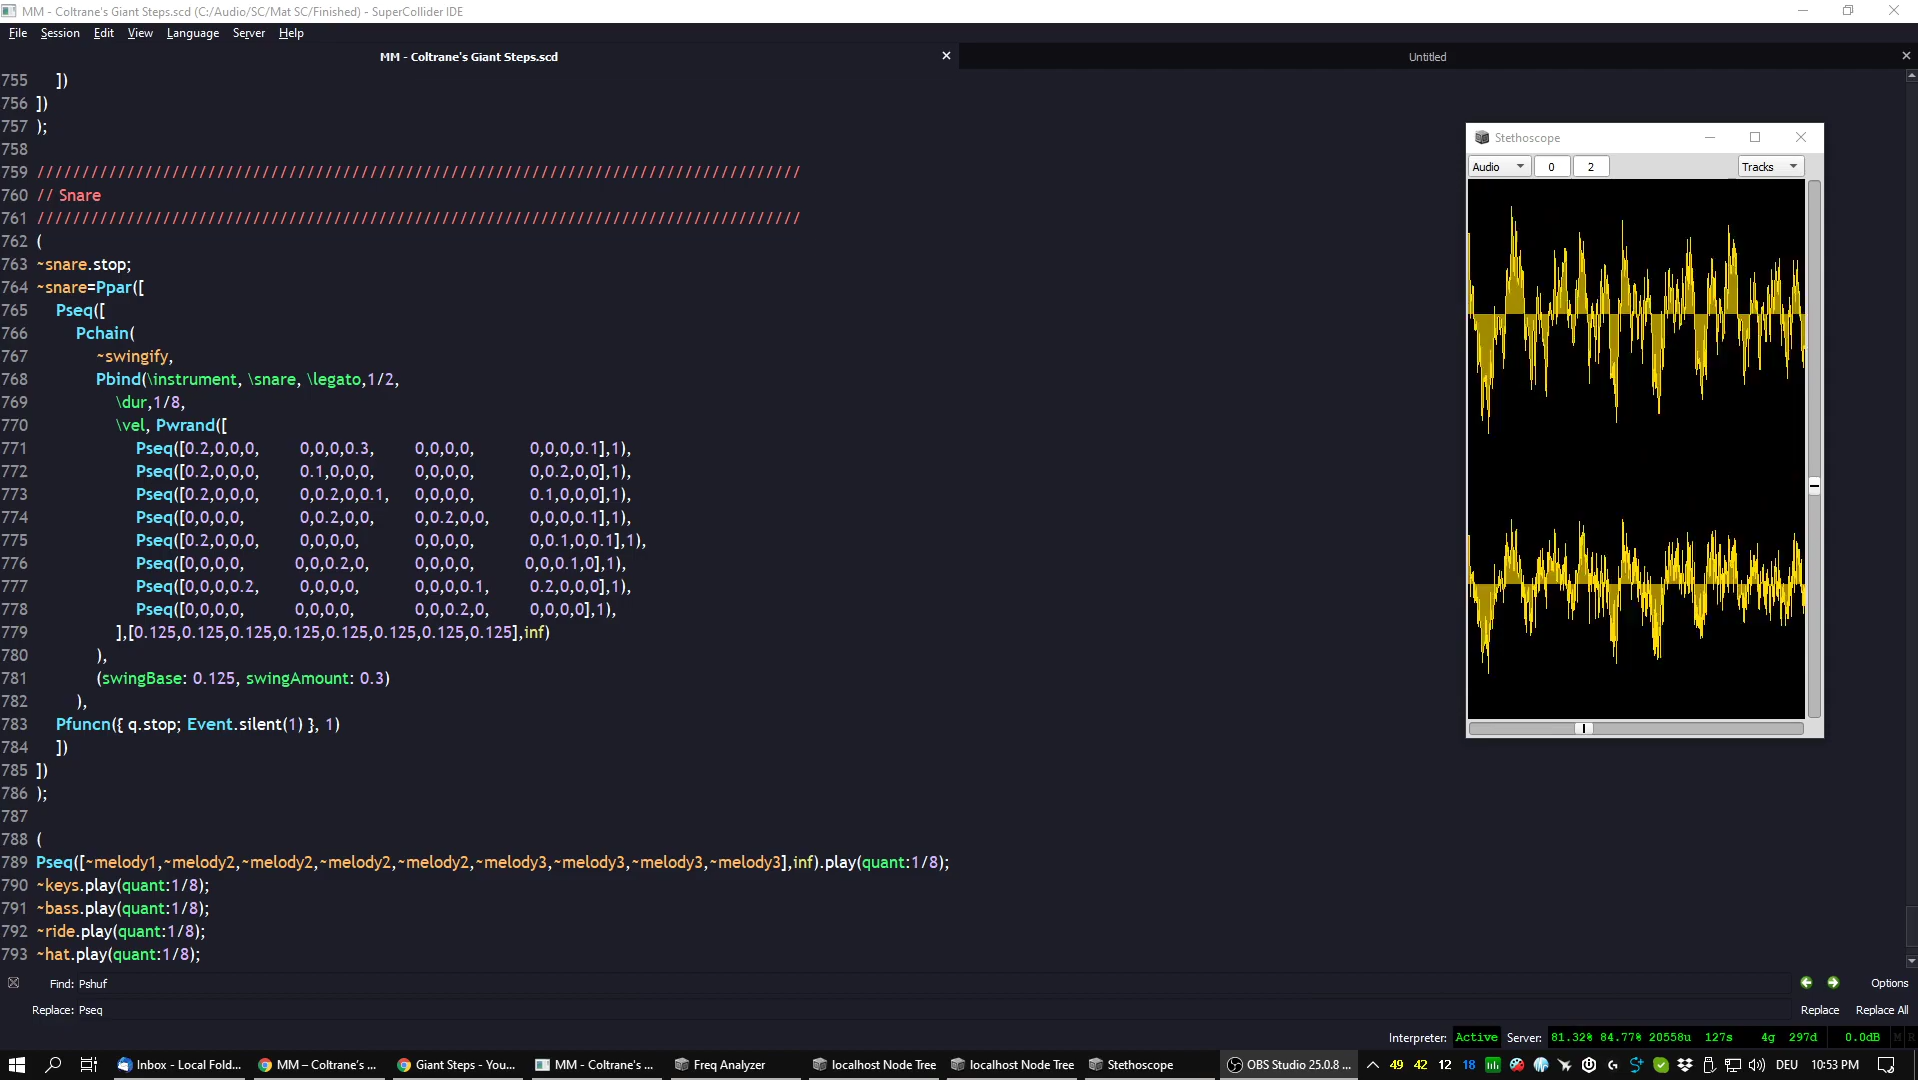 MM - Coltrane's Giant Steps.scd (C:/Audio/SC/Mat SC/Finished) - SuperCollider IDE
File Session Edit View Language Server Help
MM - Coltrane's Giant Steps.scd
Untitled
755 ])
756 ])
757 );
758
759 ////////////////////////////////////////////////////////////////////////////////////
760 // Snare
761 ////////////////////////////////////////////////////////////////////////////////////
762 (
763 ~snare.stop;
764 ~snare=Ppar([
765 Pseq([
766 Pchain(
767 ~swingify,
768 Pbind(\instrument, \snare, \legato,1/2,
769 \dur,1/8,
770 \vel, Pwrand([
771 Pseq([0.2,0,0,0, 0,0,0,0.3, 0,0,0,0, 0,0,0,0.1],1),
772 Pseq([0.2,0,0,0, 0.1,0,0,0, 0,0,0,0, 0,0.2,0,0],1),
773 Pseq([0.2,0,0,0, 0,0.2,0,0.1, 0,0,0,0, 0.1,0,0,0],1),
774 Pseq([0,0,0,0, 0,0.2,0,0, 0,0.2,0,0, 0,0,0,0.1],1),
775 Pseq([0.2,0,0,0, 0,0,0,0, 0,0,0,0, 0,0.1,0,0.1],1),
776 Pseq([0,0,0,0, 0,0,0.2,0, 0,0,0,0, 0,0,0.1,0],1),
777 Pseq([0,0,0,0.2, 0,0,0,0, 0,0,0,0.1, 0.2,0,0,0],1),
778 Pseq([0,0,0,0, 0,0,0,0, 0,0,0.2,0, 0,0,0,0],1),
779 ],[0.125,0.125,0.125,0.125,0.125,0.125,0.125,0.125],inf)
780 ),
781 (swingBase: 0.125, swingAmount: 0.3)
782 ),
783 Pfuncn({ q.stop; Event.silent(1) }, 1)
784 ])
785 ])
786 );
787
788 (
789 Pseq([~melody1,~melody2,~melody2,~melody2,~melody2,~melody3,~melody3,~melody3,~melody3],inf).play(quant:1/8);
790 ~keys.play(quant:1/8);
791 ~bass.play(quant:1/8);
792 ~ride.play(quant:1/8);
793 ~hat.play(quant:1/8);
Stethoscope
Audio 0 2 Tracks
Find: Pshuf
Options
Replace: Pseq
Replace Replace All
Interpreter: Active Server: 81.32% 84.77% 20558u 127s 4g 297d 0.0dB M R
Inbox - Local Fold... MM – Coltrane's ... Giant Steps - You... MM - Coltrane's ... Freq Analyzer localhost Node Tree localhost Node Tree Stethoscope OBS Studio 25.0.8 ... 49 42 12 18 DEU 10:53 PM